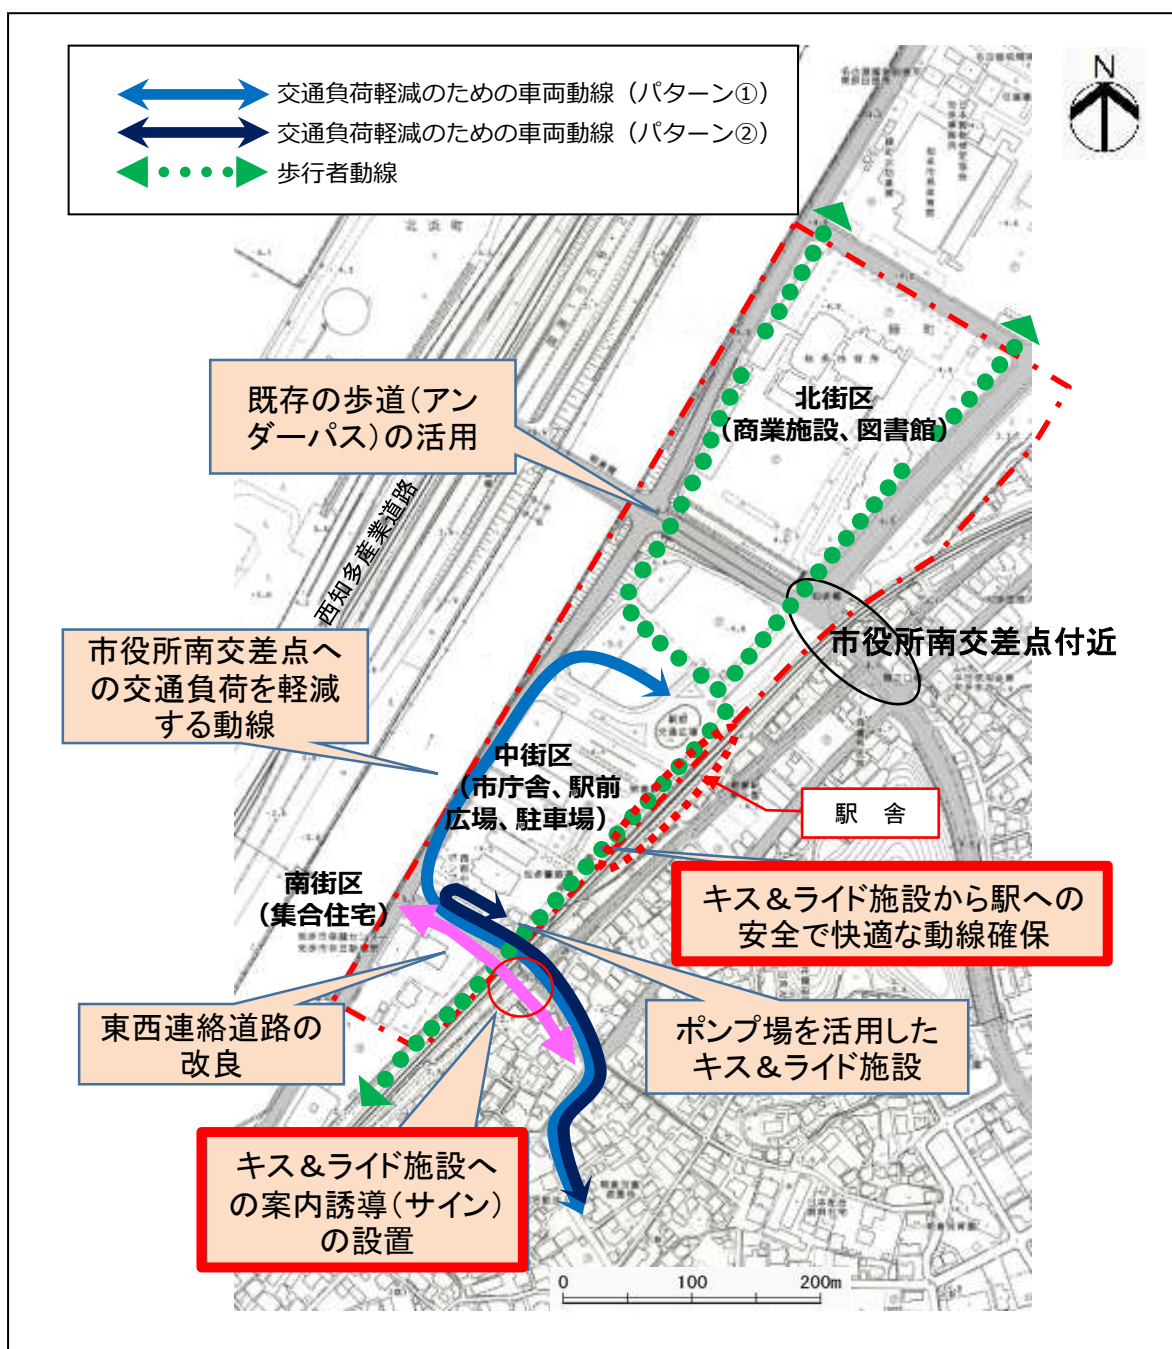 交通負荷軽減のための車両動線（パターン①）
交通負荷軽減のための車両動線（パターン②）
歩行者動線
N
北浜町
緑町
北街区
（商業施設、図書館）
既存の歩道（アン
ダーパス）の活用
西知多産業道路
市役所南交差点付近
市役所南交差点へ
の交通負荷を軽減
する動線
中街区
（市庁舎、駅前
広場、駐車場）
駅　舎
南街区
（集合住宅）
キス＆ライド施設から駅への
安全で快適な動線確保
東西連絡道路の
改良
ポンプ場を活用した
キス＆ライド施設
キス＆ライド施設へ
の案内誘導（サイン）
の設置
0 100 200m